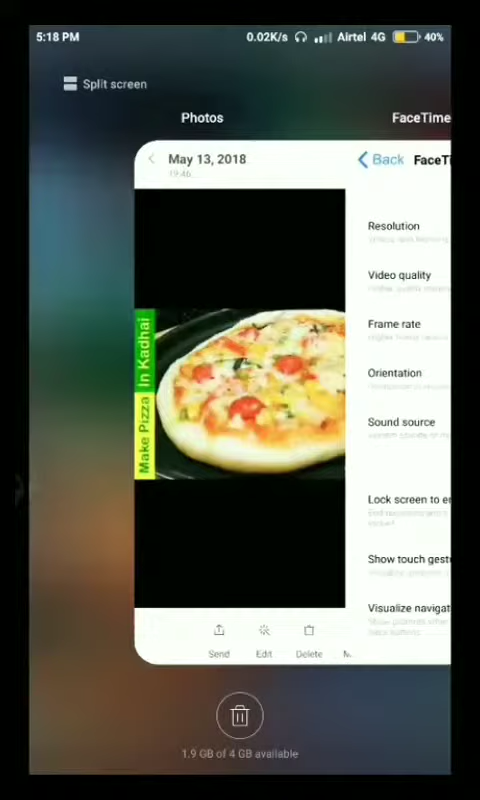 5:18 PM
0.02K/s Airtel 4G 40%
Split screen
Photos
FaceTime
May 13, 2018
19:46
Back FaceTi
Resolution
Video quality
Frame rate
Orientation
Sound source
Lock screen to en
Show touch gest
Visualize navigat
Make Pizza In Kadhai
Send Edit Delete M
1.9 GB of 4 GB available